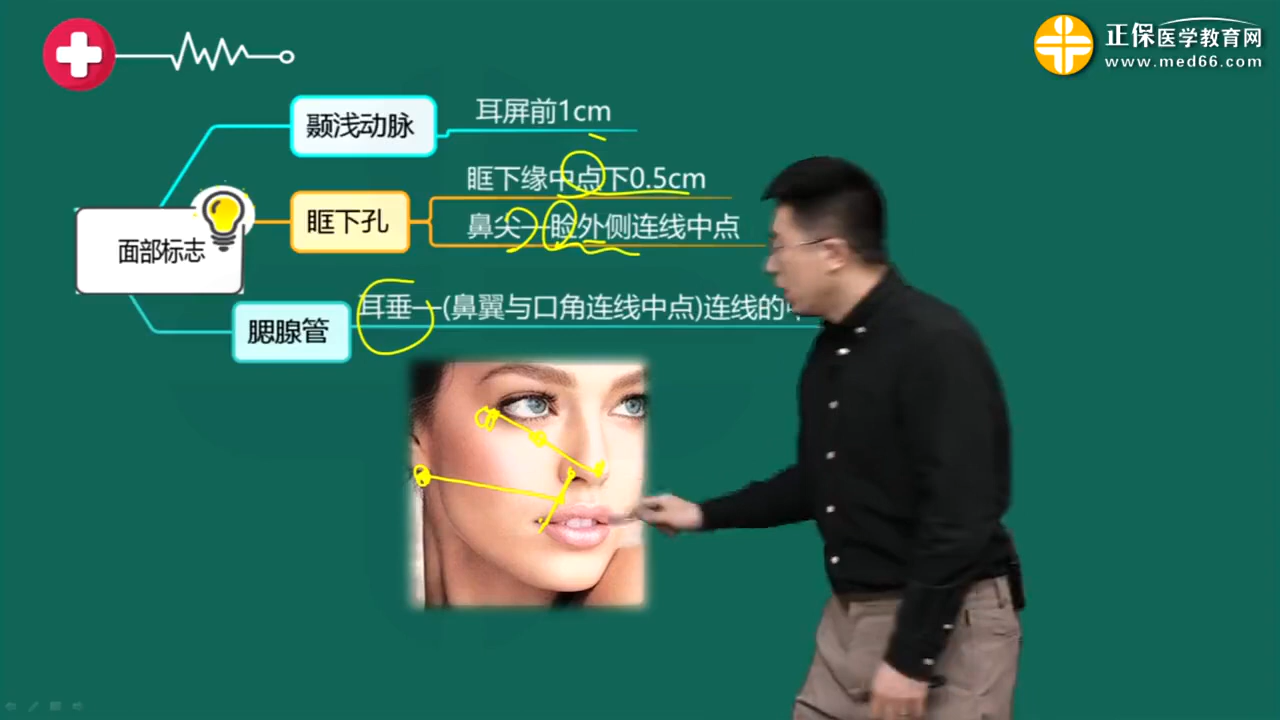 正保医学教育网
www.med66.com
颞浅动脉
耳屏前1cm
眶下缘中点下0.5cm
眶下孔
鼻尖—睑外侧连线中点
面部标志
腮腺管
耳垂—(鼻翼与口角连线中点)连线的